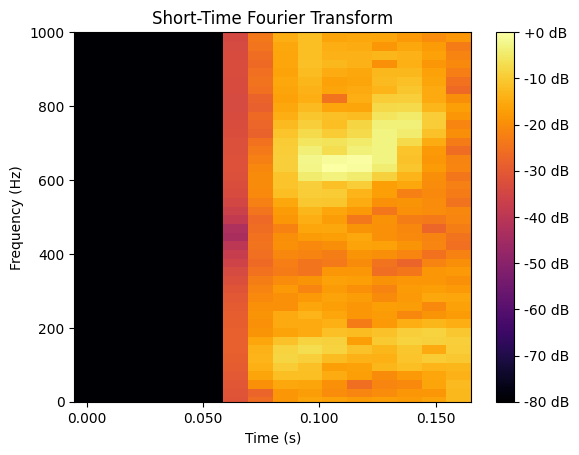 Short-Time Fourier Transform
1000
800
600
400
200
0
Frequency (Hz)
0.000
0.050
0.100
0.150
Time (s)
+0 dB
-10 dB
-20 dB
-30 dB
-40 dB
-50 dB
-60 dB
-70 dB
-80 dB